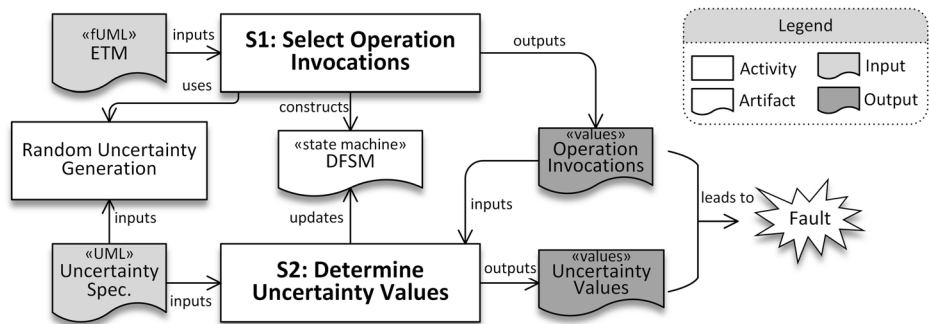 «fUML»
ETM
inputs
S1: Select Operation
Invocations
outputs
Legend
Activity
Input
Artifact
Output
uses
constructs
Random Uncertainty
Generation
«state machine»
DFSM
«values»
Operation
Invocations
leads to
Fault
inputs
updates
inputs
«UML»
Uncertainty
Spec.
inputs
S2: Determine
Uncertainty Values
outputs
«values»
Uncertainty
Values